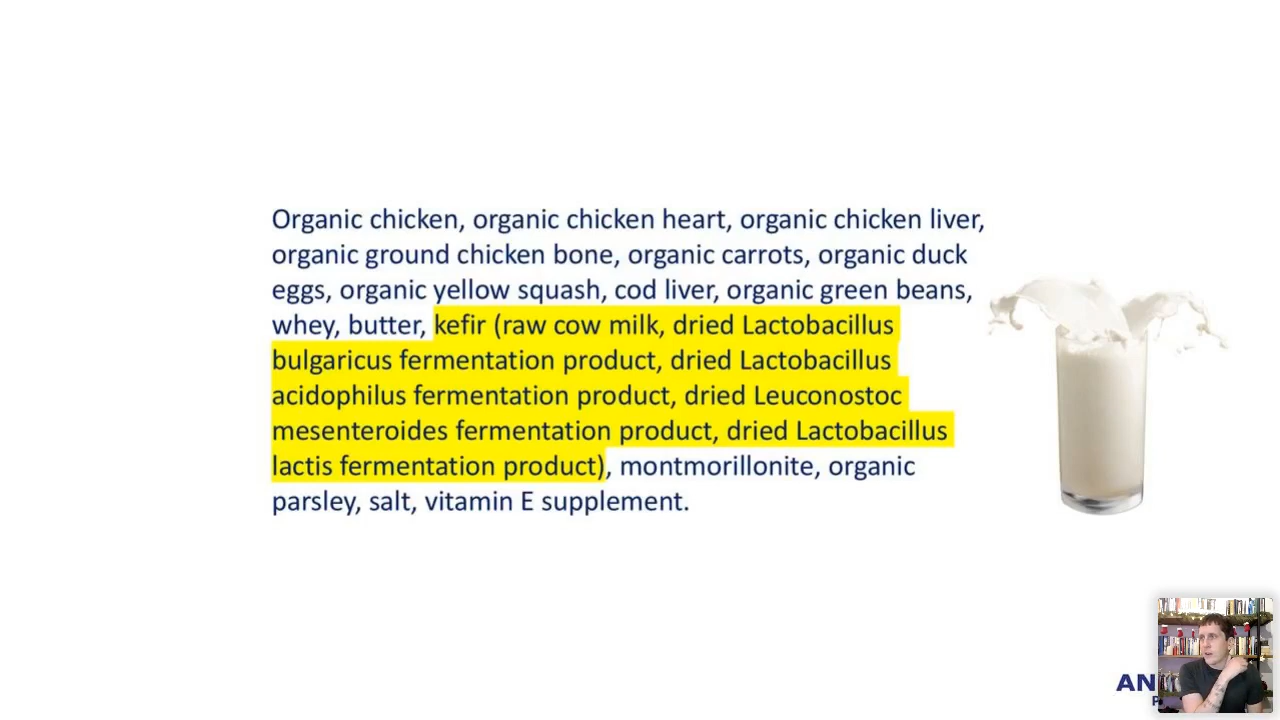 Organic chicken, organic chicken heart, organic chicken liver,
organic ground chicken bone, organic carrots, organic duck
eggs, organic yellow squash, cod liver, organic green beans,
whey, butter, kefir (raw cow milk, dried Lactobacillus
bulgaricus fermentation product, dried Lactobacillus
acidophilus fermentation product, dried Leuconostoc
mesenteroides fermentation product, dried Lactobacillus
lactis fermentation product), montmorillonite, organic
parsley, salt, vitamin E supplement.
AN